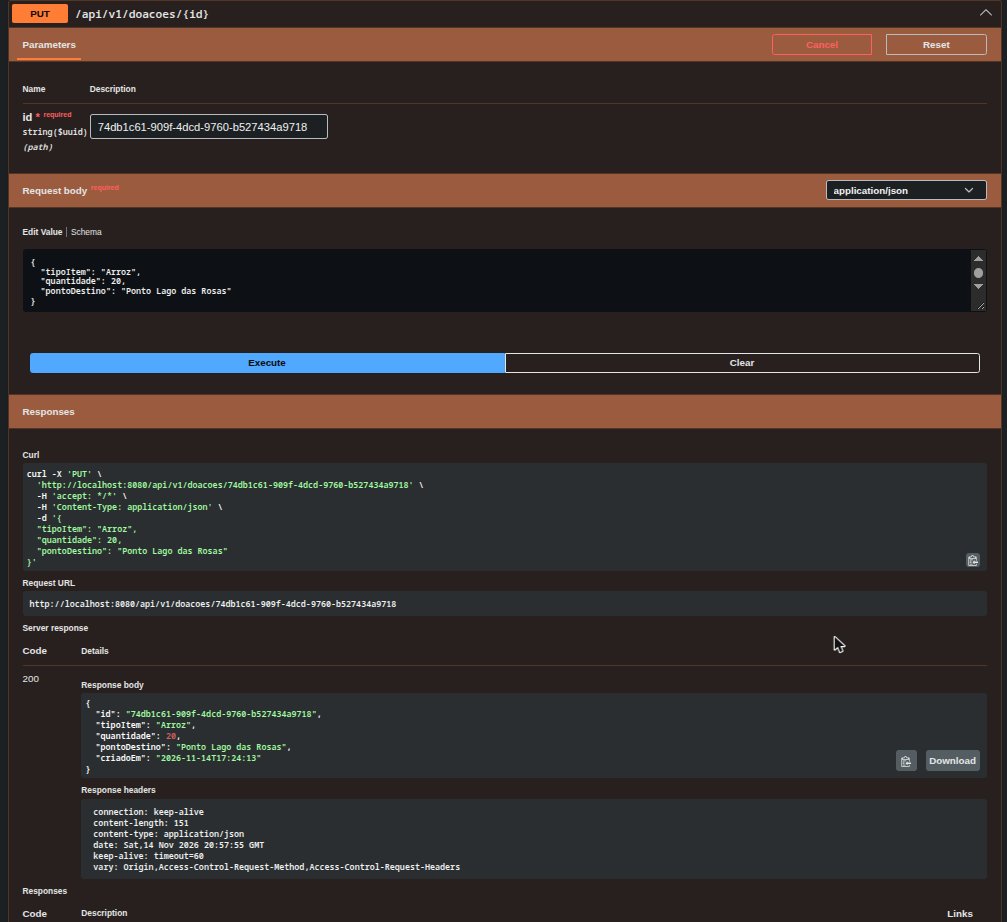 PUT /api/v1/doacoes/{id}
Parameters Cancel Reset
Name Description
id * required
string($uuid)
(path)
74db1c61-909f-4dcd-9760-b527434a9718
Request body required application/json
Edit Value | Schema
{
"tipoItem": "Arroz",
"quantidade": 20,
"pontoDestino": "Ponto Lago das Rosas"
}
Execute Clear
Responses
Curl
curl -X 'PUT' \
'http://localhost:8080/api/v1/doacoes/74db1c61-909f-4dcd-9760-b527434a9718' \
-H 'accept: */*' \
-H 'Content-Type: application/json' \
-d '{
"tipoItem": "Arroz",
"quantidade": 20,
"pontoDestino": "Ponto Lago das Rosas"
}'
Request URL
http://localhost:8080/api/v1/doacoes/74db1c61-909f-4dcd-9760-b527434a9718
Server response
Code Details
200
Response body
{
"id": "74db1c61-909f-4dcd-9760-b527434a9718",
"tipoItem": "Arroz",
"quantidade": 20,
"pontoDestino": "Ponto Lago das Rosas",
"criadoEm": "2026-11-14T17:24:13"
}
Download
Response headers
connection: keep-alive
content-length: 151
content-type: application/json
date: Sat,14 Nov 2026 20:57:55 GMT
keep-alive: timeout=60
vary: Origin,Access-Control-Request-Method,Access-Control-Request-Headers
Responses
Code Description Links